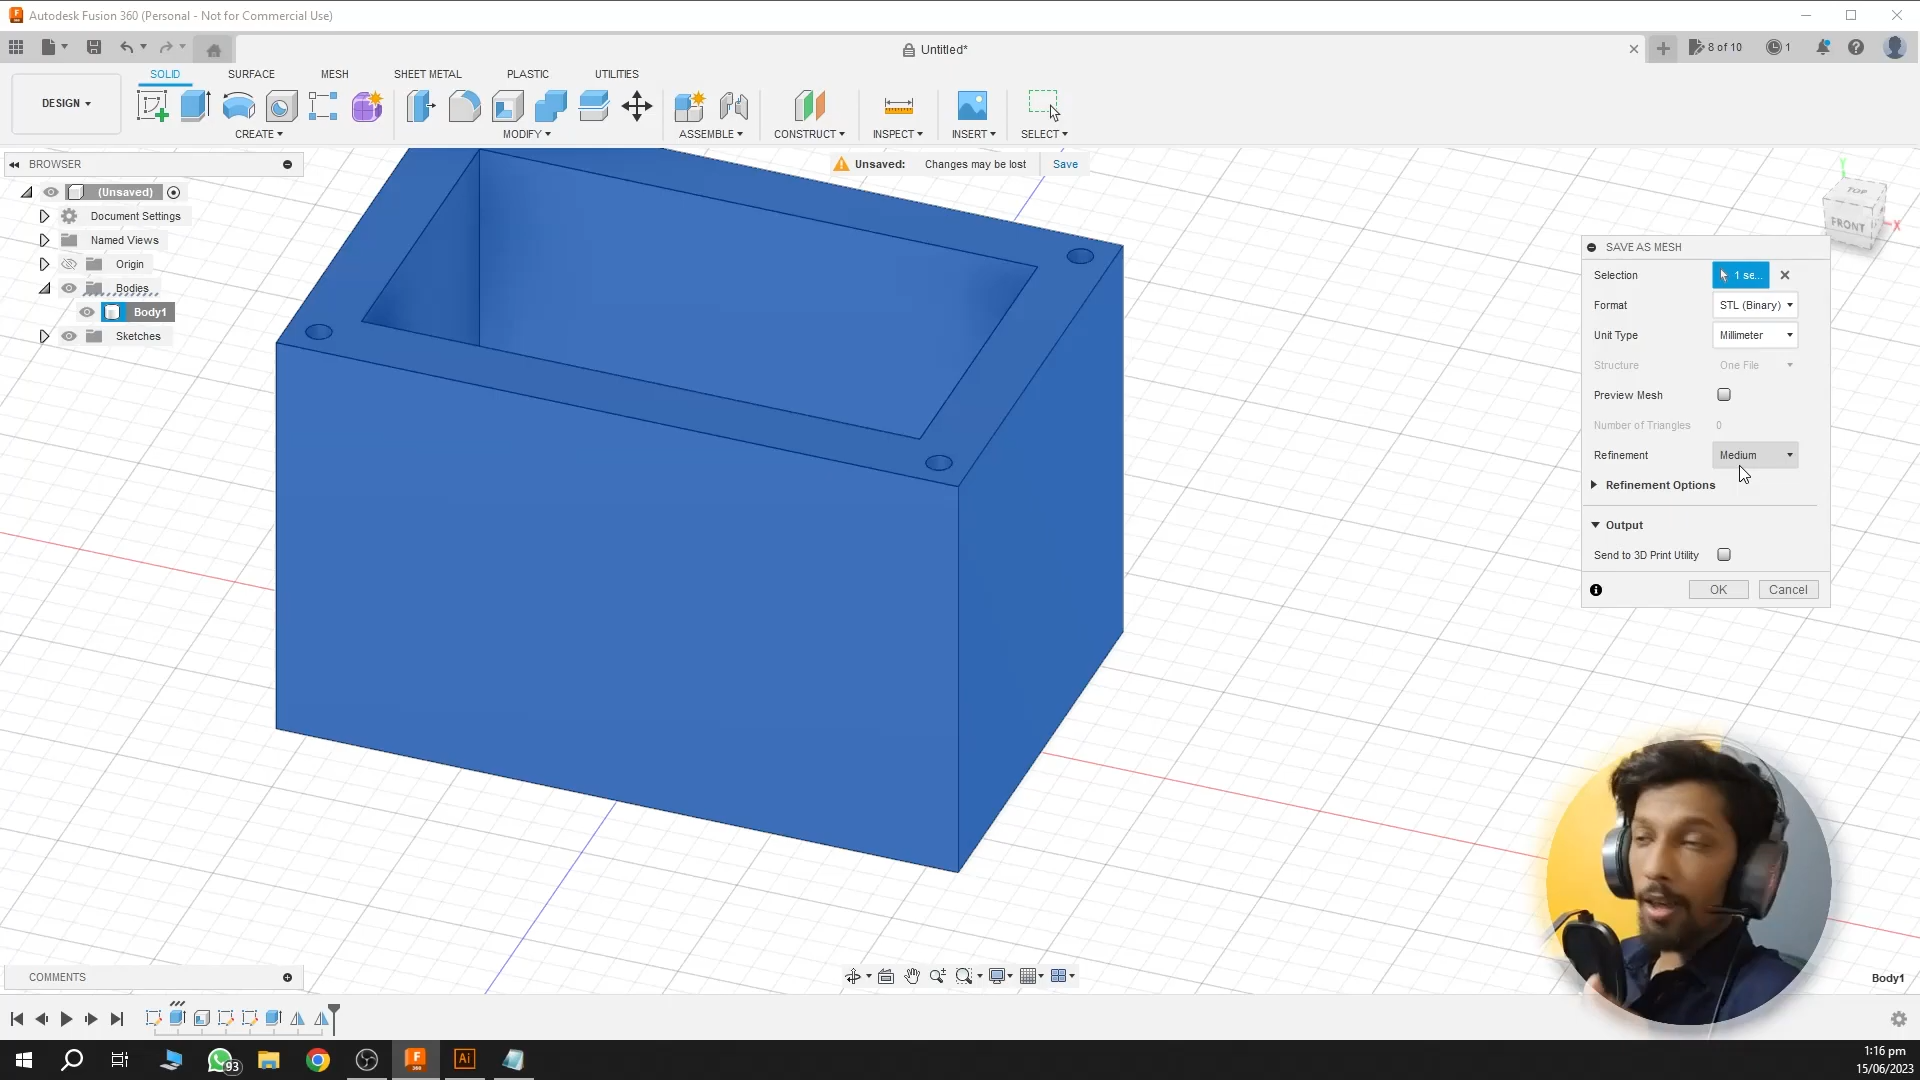 Autodesk Fusion 360 (Personal - Not for Commercial Use)
Untitled*
8 of 10
1
DESIGN
SOLID
SURFACE
MESH
SHEET METAL
PLASTIC
UTILITIES
CREATE
MODIFY
ASSEMBLE
CONSTRUCT
INSPECT
INSERT
SELECT
BROWSER
Unsaved: Changes may be lost Save
(Unsaved)
Document Settings
Named Views
Origin
Bodies
Body1
Sketches
Y
TOP
FRONT
X
SAVE AS MESH
Selection 1 se...
Format STL (Binary)
Unit Type Millimeter
Structure One File
Preview Mesh
Number of Triangles 0
Refinement Medium
Refinement Options
Output
Send to 3D Print Utility
OK Cancel
COMMENTS
Body1
93
F
360
Ai
1:16 pm
15/06/2023